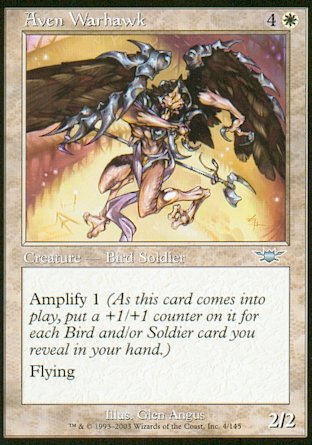 Aven Warhawk
4
Creature — Bird Soldier
Amplify 1 (As this card comes into
play, put a +1/+1 counter on it for
each Bird and/or Soldier card you
reveal in your hand.)
Flying
Illus. Glen Angus
™ & © 1993-2003 Wizards of the Coast, Inc. 4/145
2/2